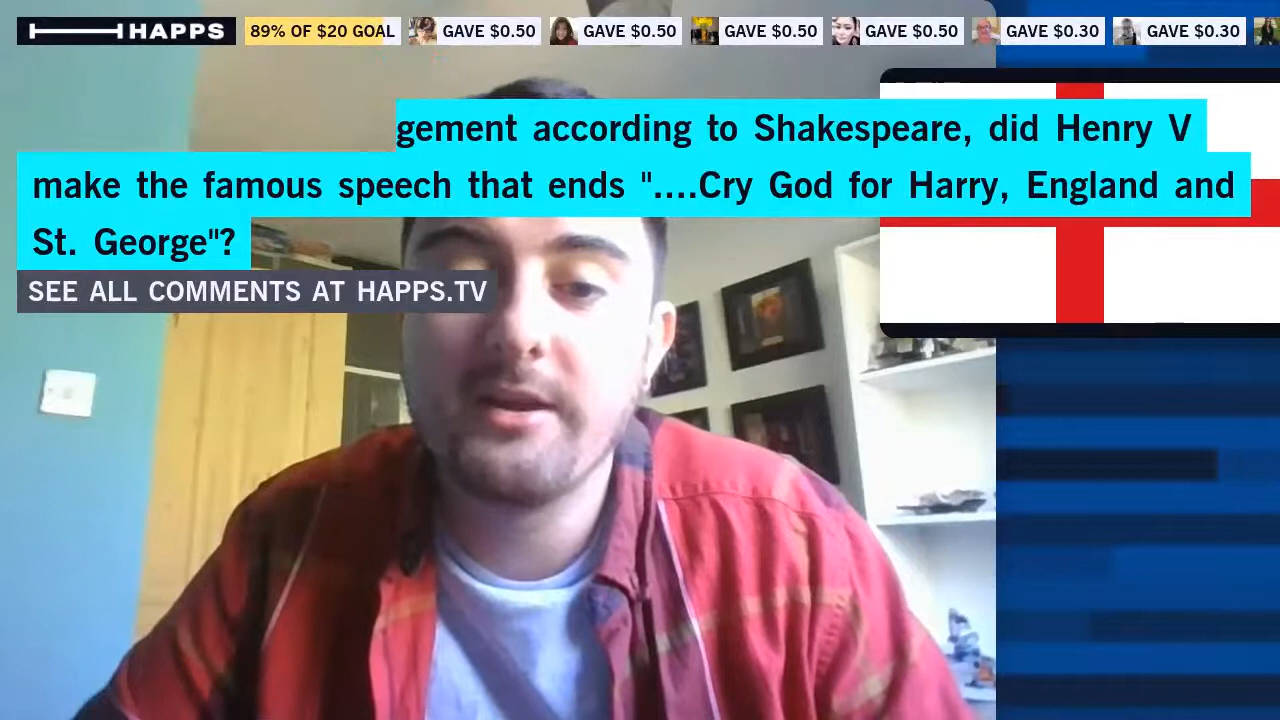 HAPPS 89% OF $20 GOAL GAVE $0.50 GAVE $0.50 GAVE $0.50 GAVE $0.50 GAVE $0.30 GAVE $0.30
gement according to Shakespeare, did Henry V
make the famous speech that ends "....Cry God for Harry, England and
St. George"?
SEE ALL COMMENTS AT HAPPS.TV